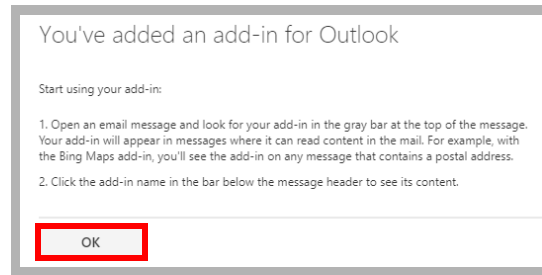 You've added an add-in for Outlook
Start using your add-in:
1. Open an email message and look for your add-in in the gray bar at the top of the message.
Your add-in will appear in messages where it can read content in the mail. For example, with
the Bing Maps add-in, you'll see the add-in on any message that contains a postal address.
2. Click the add-in name in the bar below the message header to see its content.
OK